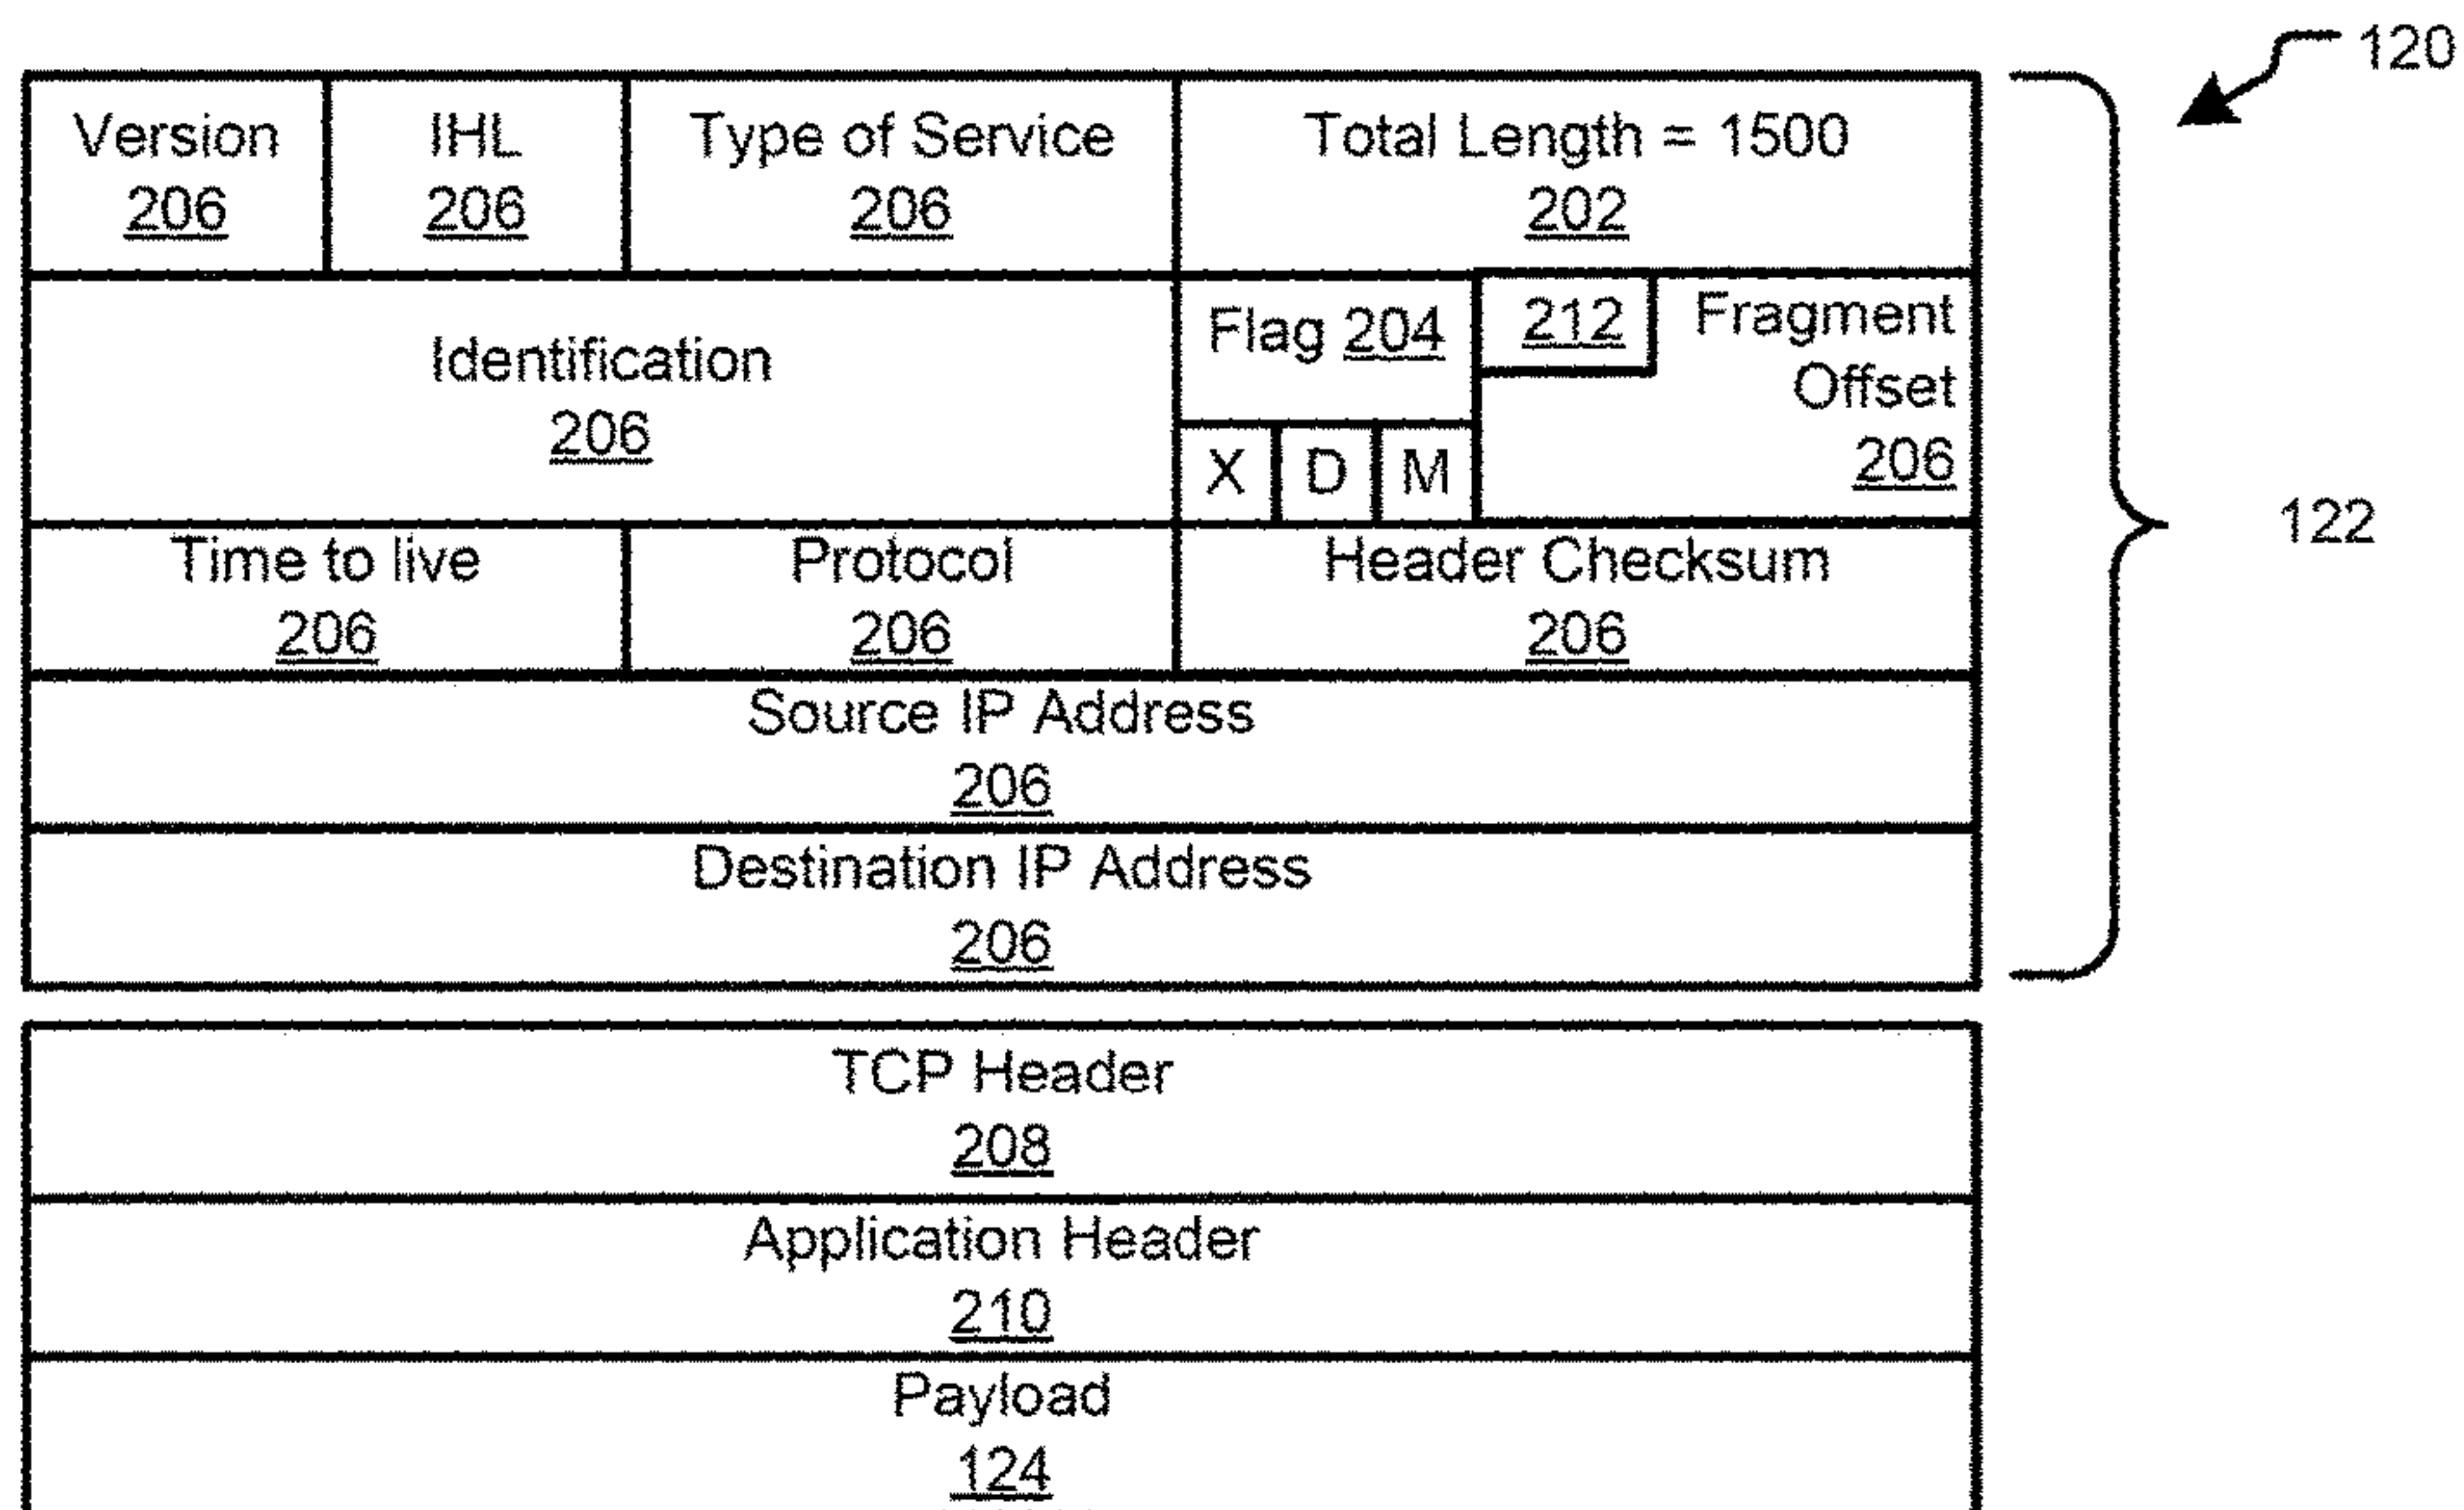 120
Version
206
IHL
206
Type of Service
206
Total Length = 1500
202
Identification
206
Flag 204
X
D
M
212
Fragment
Offset
206
122
Time to live
206
Protocol
206
Header Checksum
206
Source IP Address
206
Destination IP Address
206
TCP Header
208
Application Header
210
Payload
124